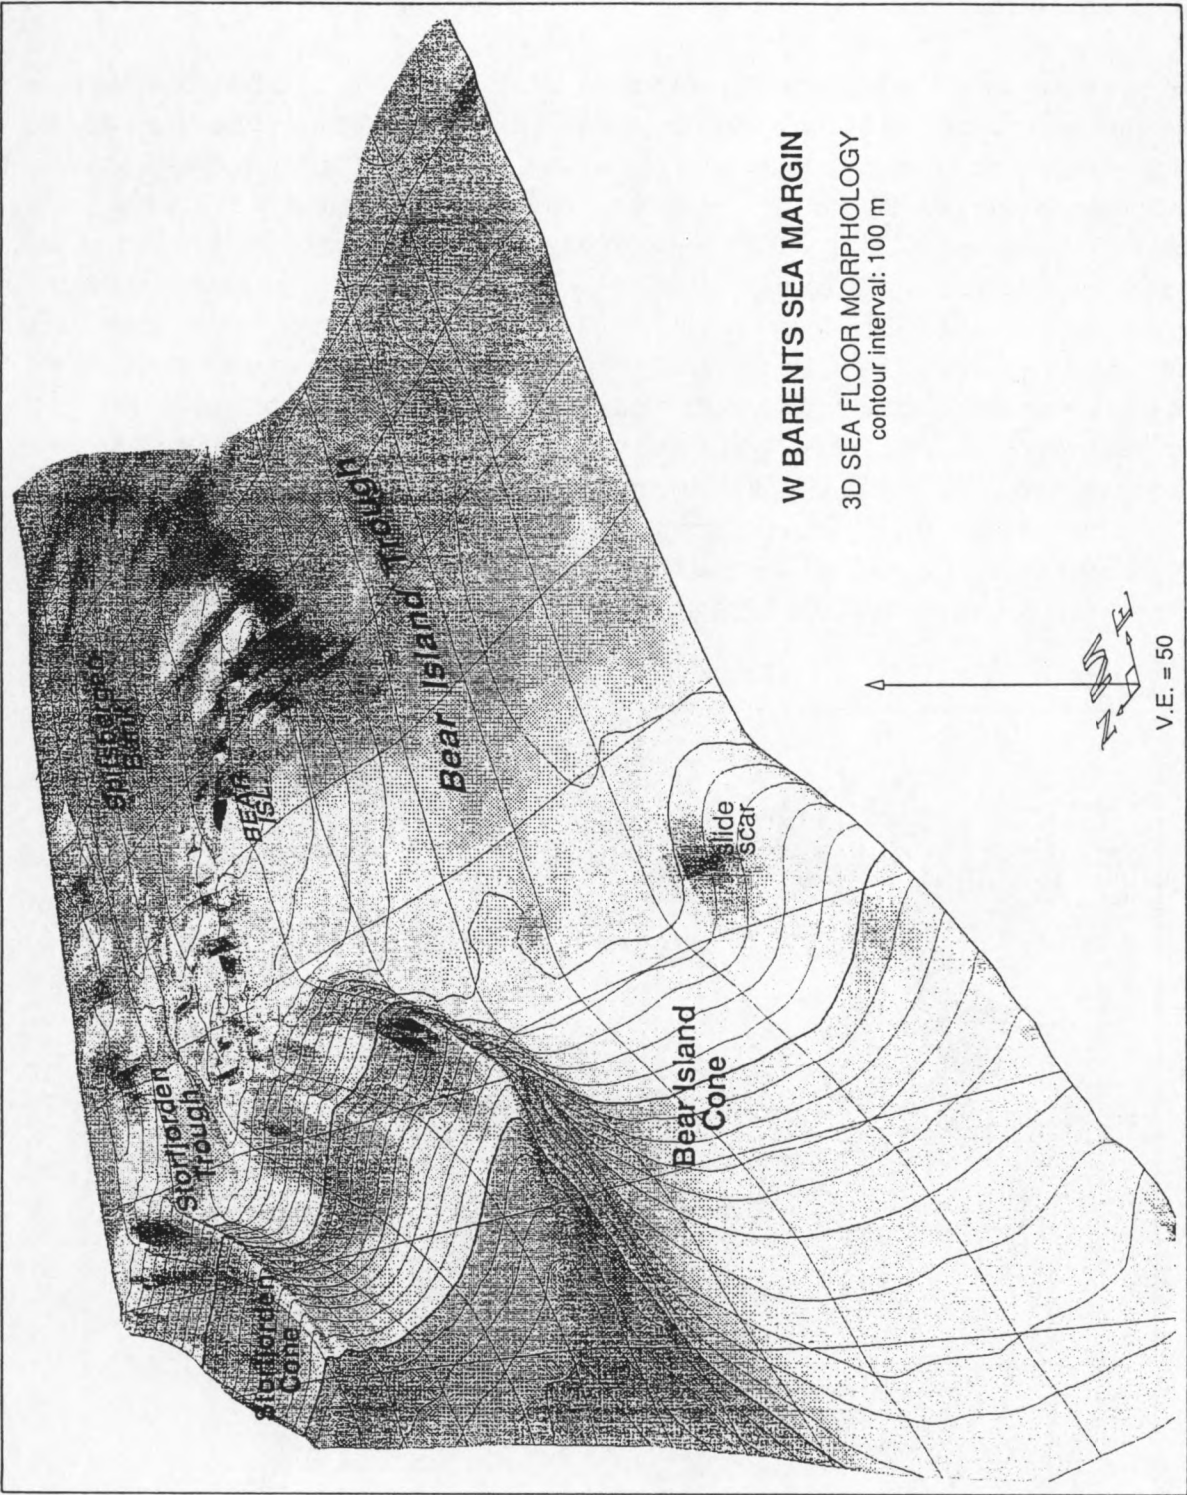 W BARENTS SEA MARGIN
3D SEA FLOOR MORPHOLOGY
contour interval: 100 m
Spitsbergen
Bank
BEAR
ISL
Bear Island Trough
Storfjorden
Trough
Storfjorden
Cone
slide
scar
Bear Island
Cone
N
E
V.E. = 50